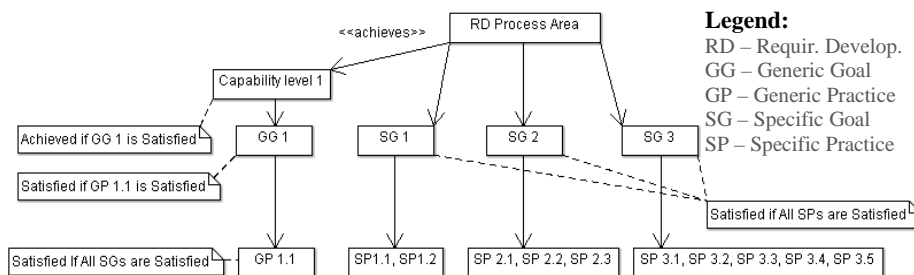 <<achieves>>
RD Process Area
Legend:
RD – Requir. Develop.
GG – Generic Goal
GP – Generic Practice
SG – Specific Goal
SP – Specific Practice
Capability level 1
Achieved if GG 1 is Satisfied
GG 1
SG 1
SG 2
SG 3
Satisfied if GP 1.1 is Satisfied
Satisfied if All SPs are Satisfied
Satisfied If All SGs are Satisfied
GP 1.1
SP1.1, SP1.2
SP 2.1, SP 2.2, SP 2.3
SP 3.1, SP 3.2, SP 3.3, SP 3.4, SP 3.5